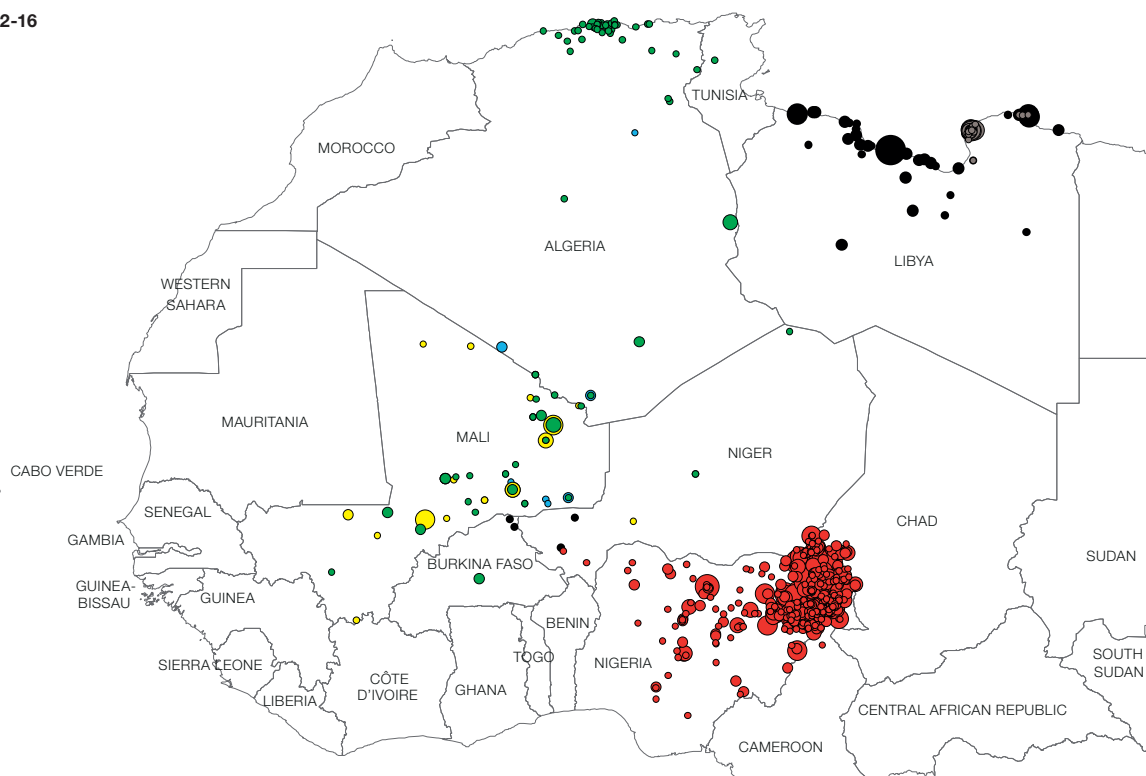 2-16
TUNISIA
MOROCCO
ALGERIA
LIBYA
WESTERN
SAHARA
MAURITANIA
MALI
NIGER
CABO VERDE
SENEGAL
CHAD
GAMBIA
SUDAN
BURKINA FASO
GUINEA-
BISSAU
GUINEA
BENIN
SIERRA LEONE
TOGO
NIGERIA
SOUTH
SUDAN
CÔTE
D'IVOIRE
GHANA
LIBERIA
CENTRAL AFRICAN REPUBLIC
CAMEROON